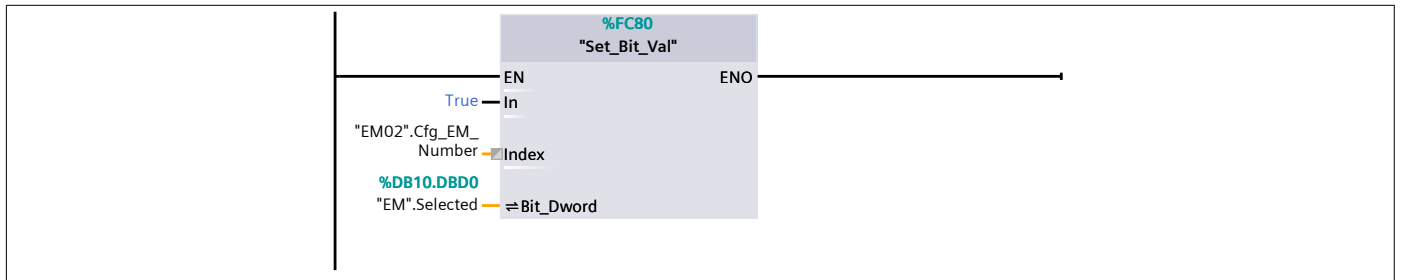 %FC80
"Set_Bit_Val"
EN
ENO
True
In
"EM02".Cfg_EM_
Number
Index
%DB10.DBD0
"EM".Selected
Bit_Dword